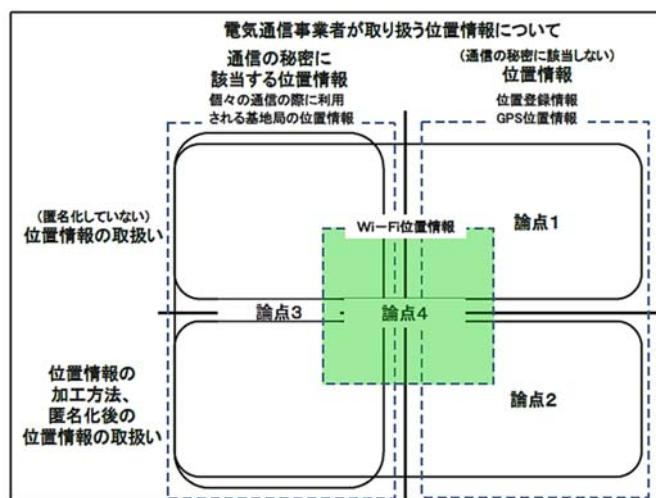 電気通信事業者が取り扱う位置情報について
通信の秘密に
該当する位置情報
個々の通信の際に利用
される基地局の位置情報
(通信の秘密に該当しない)
位置情報
位置登録情報
GPS位置情報
(匿名化していない)
位置情報の取扱い
Wi－Fi位置情報
論点1
論点3
論点4
位置情報の
加工方法、
匿名化後の
位置情報の取扱い
論点2